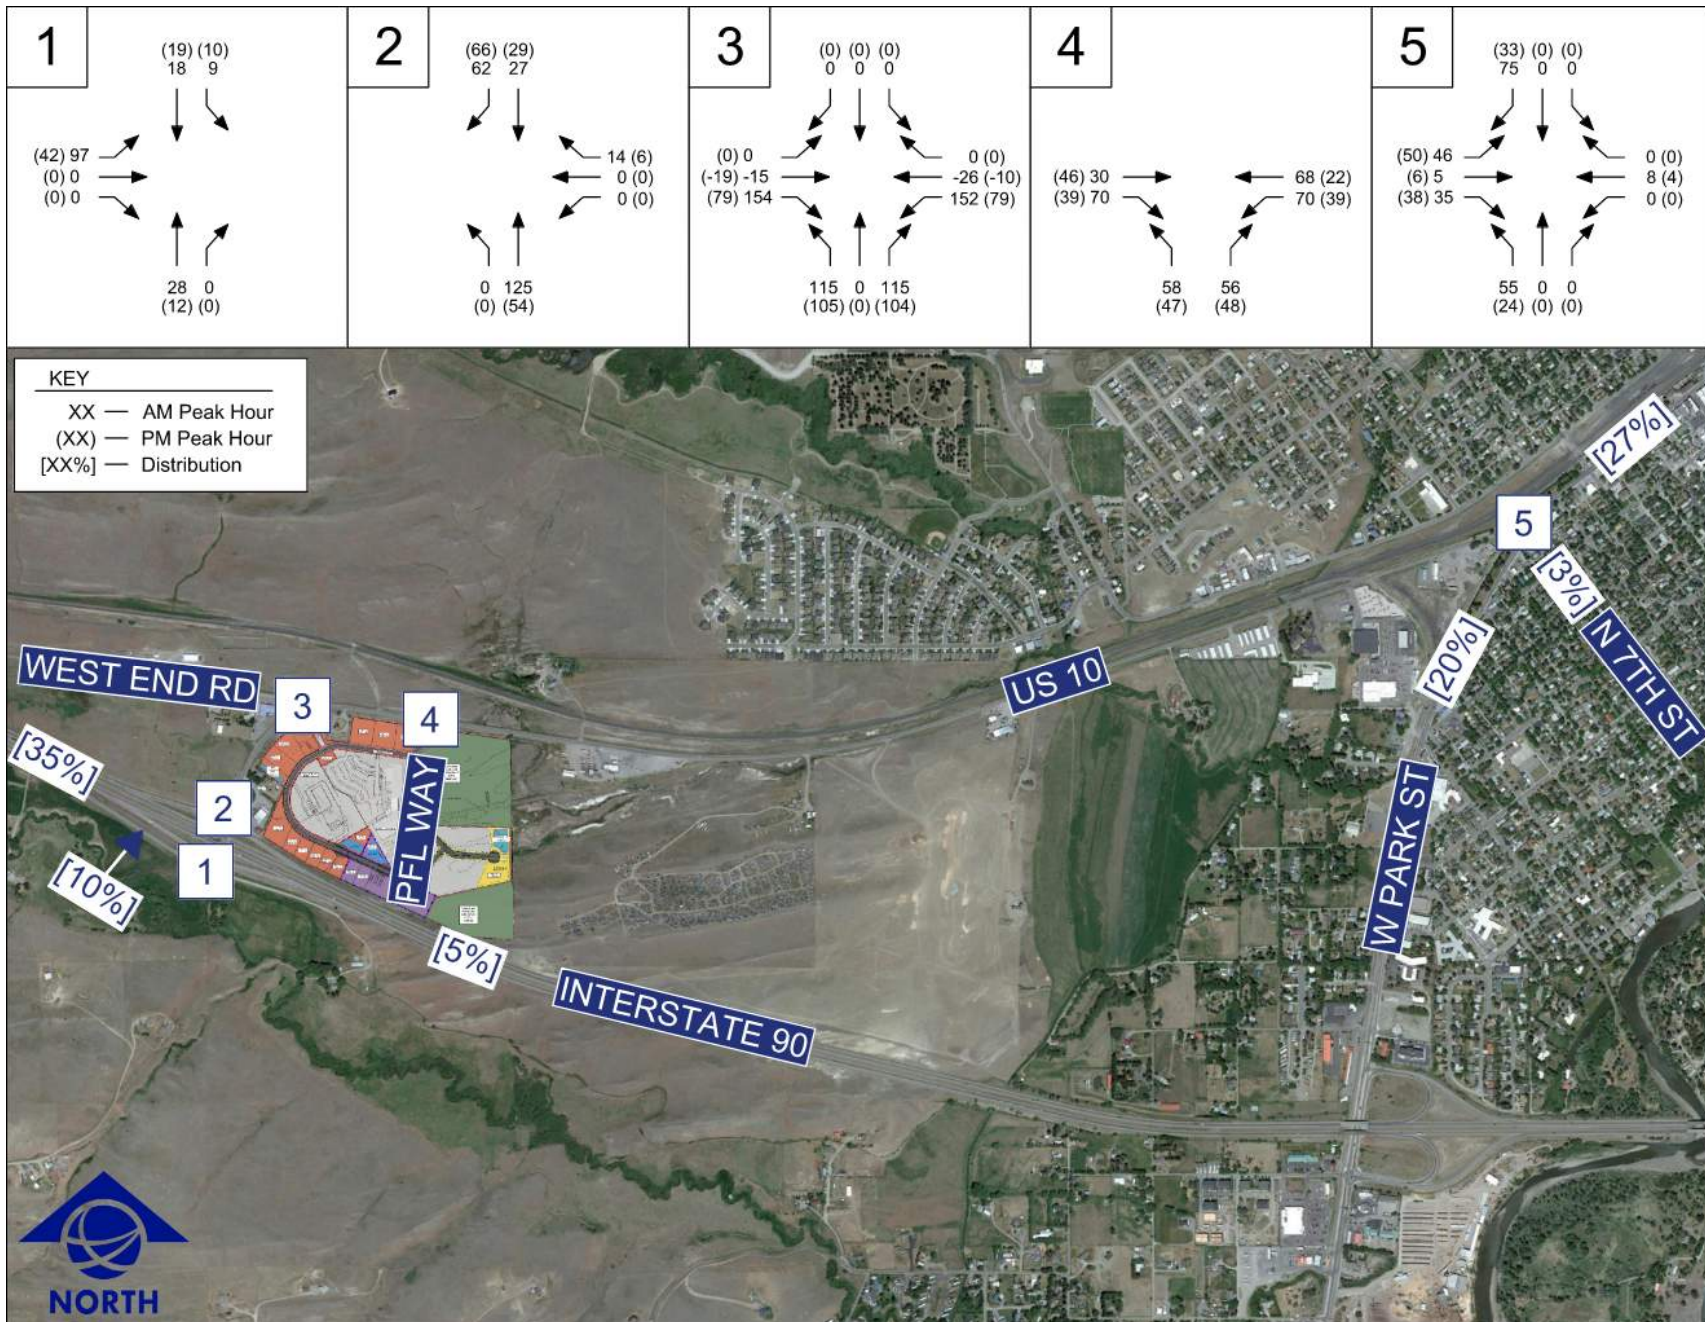 1
(19) (10)
18 9
(42) 97
(0) 0
(0) 0
28 0
(12) (0)
2
(66) (29)
62 27
14 (6)
0 (0)
0 (0)
0 125
(0) (54)
3
(0) (0) (0)
0 0 0
(0) 0
(-19) -15
(79) 154
0 (0)
-26 (-10)
152 (79)
115 0 115
(105) (0) (104)
4
(46) 30
(39) 70
68 (22)
70 (39)
58 56
(47) (48)
5
(33) (0) (0)
75 0 0
(50) 46
(6) 5
(38) 35
0 (0)
8 (4)
0 (0)
55 0 0
(24) (0) (0)
KEY
XX — AM Peak Hour
(XX) — PM Peak Hour
[XX%] — Distribution
[27%]
5
[3%]
N 7TH ST
[20%]
US 10
WEST END RD
3
4
[35%]
2
PFL WAY
1
[10%]
[5%]
INTERSTATE 90
W PARK ST
NORTH